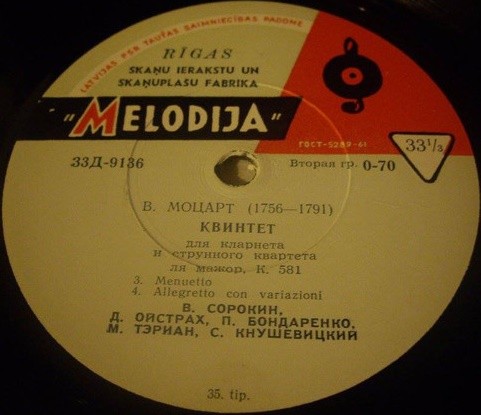 LATVIJAS PSR TAUTAS SAIMNIECĪBAS PADOME
RĪGAS
SKAŅU IERAKSTU UN
SKAŅUPLAŠU FABRIKA
"MELODIJA"
ГОСТ-5289-61
33Д-9136
Вторая гр. 0-70
33⅓
В. МОЦАРТ (1756—1791)
КВИНТЕТ
для кларнета
и струнного квартета
ля мажор, К. 581
3. Menuetto
4. Allegretto con variazioni
В. СОРОКИН,
Д. ОЙСТРАХ, П. БОНДАРЕНКО,
М. ТЭРИАН, С. КНУШЕВИЦКИЙ
35. tip.